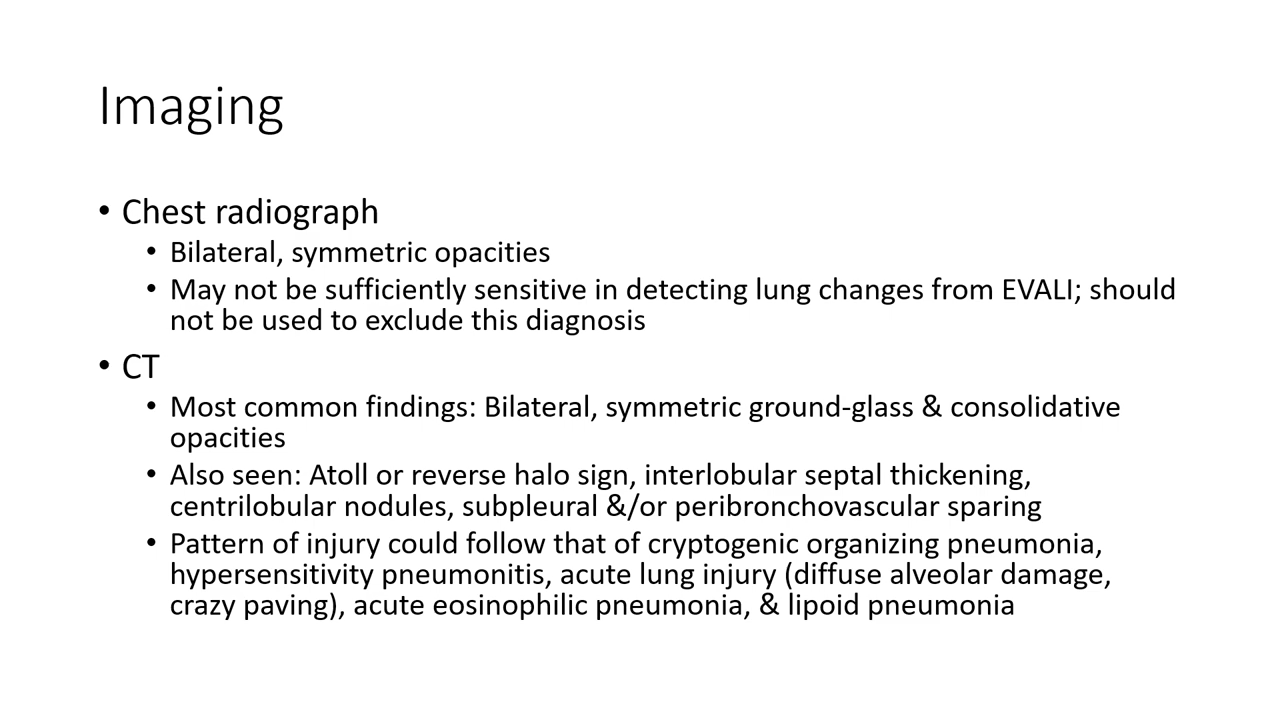 Imaging
• Chest radiograph
• Bilateral, symmetric opacities
• May not be sufficiently sensitive in detecting lung changes from EVALI; should
not be used to exclude this diagnosis
• CT
• Most common findings: Bilateral, symmetric ground-glass & consolidative
opacities
• Also seen: Atoll or reverse halo sign, interlobular septal thickening,
centrilobular nodules, subpleural &/or peribronchovascular sparing
• Pattern of injury could follow that of cryptogenic organizing pneumonia,
hypersensitivity pneumonitis, acute lung injury (diffuse alveolar damage,
crazy paving), acute eosinophilic pneumonia, & lipoid pneumonia